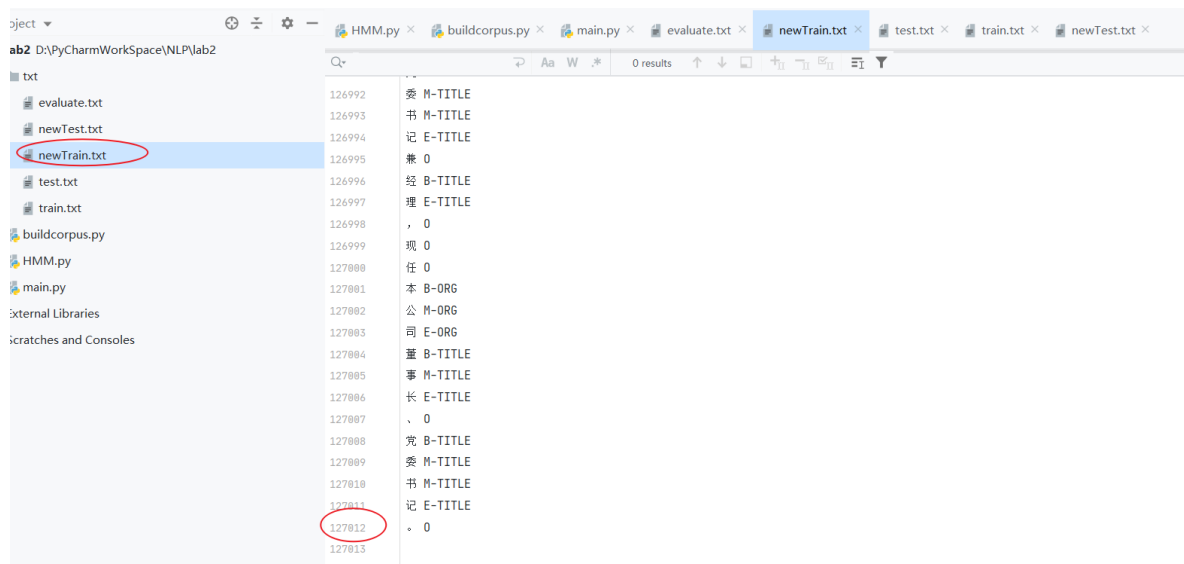 oject
HMM.py × buildcorpus.py × main.py × evaluate.txt × newTrain.txt × test.txt × train.txt × newTest.txt ×
ab2 D:\PyCharmWorkSpace\NLP\lab2
Aa W .* 0 results
txt
evaluate.txt
newTest.txt
newTrain.txt
test.txt
train.txt
buildcorpus.py
HMM.py
main.py
External Libraries
Scratches and Consoles
126992 委 M-TITLE
126993 书 M-TITLE
126994 记 E-TITLE
126995 兼 O
126996 经 B-TITLE
126997 理 E-TITLE
126998 , O
126999 现 O
127000 任 O
127001 本 B-ORG
127002 公 M-ORG
127003 司 E-ORG
127004 董 B-TITLE
127005 事 M-TITLE
127006 长 E-TITLE
127007 、 O
127008 党 B-TITLE
127009 委 M-TITLE
127010 书 M-TITLE
127011 记 E-TITLE
127012 。 O
127013